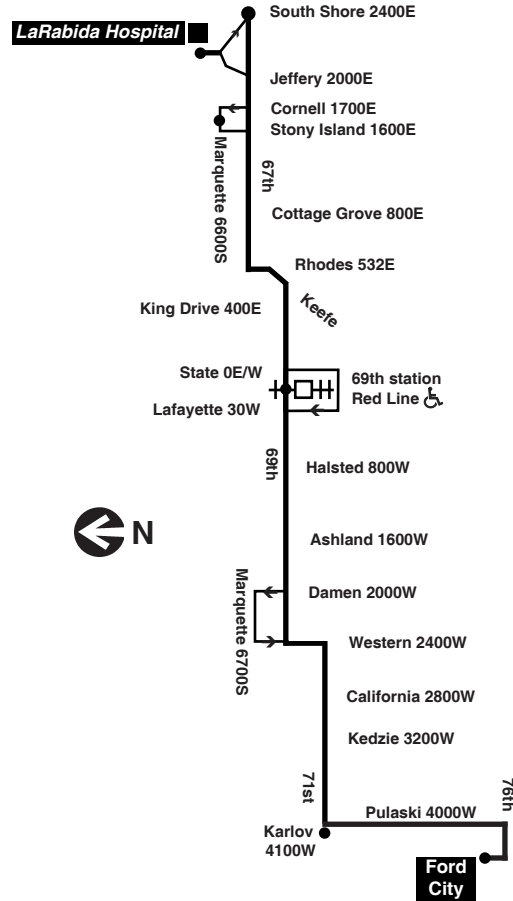 South Shore 2400E
LaRabida Hospital
Jeffery 2000E
Cornell 1700E
Stony Island 1600E
Marquette 6600S
67th
Cottage Grove 800E
Rhodes 532E
Keefe
King Drive 400E
State 0E/W
69th station
Red Line
Lafayette 30W
69th
Halsted 800W
N
Ashland 1600W
Marquette 6700S
Damen 2000W
Western 2400W
California 2800W
Kedzie 3200W
71st
76th
Pulaski 4000W
Karlov
4100W
Ford
City